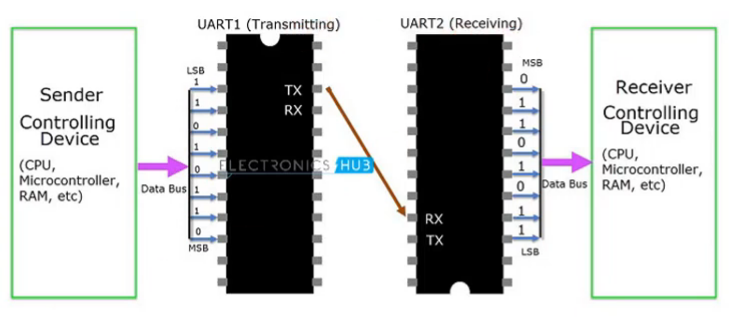 UART1 (Transmitting)
UART2 (Receiving)
Sender
Controlling
Device
(CPU,
Microcontroller,
RAM, etc)
Data Bus
LSB
1
1
0
1
0
1
1
0
MSB
TX
RX
ELECTRONICS HUB
RX
TX
MSB
0
1
1
0
1
0
1
1
LSB
Data Bus
Receiver
Controlling
Device
(CPU,
Microcontroller,
RAM, etc)